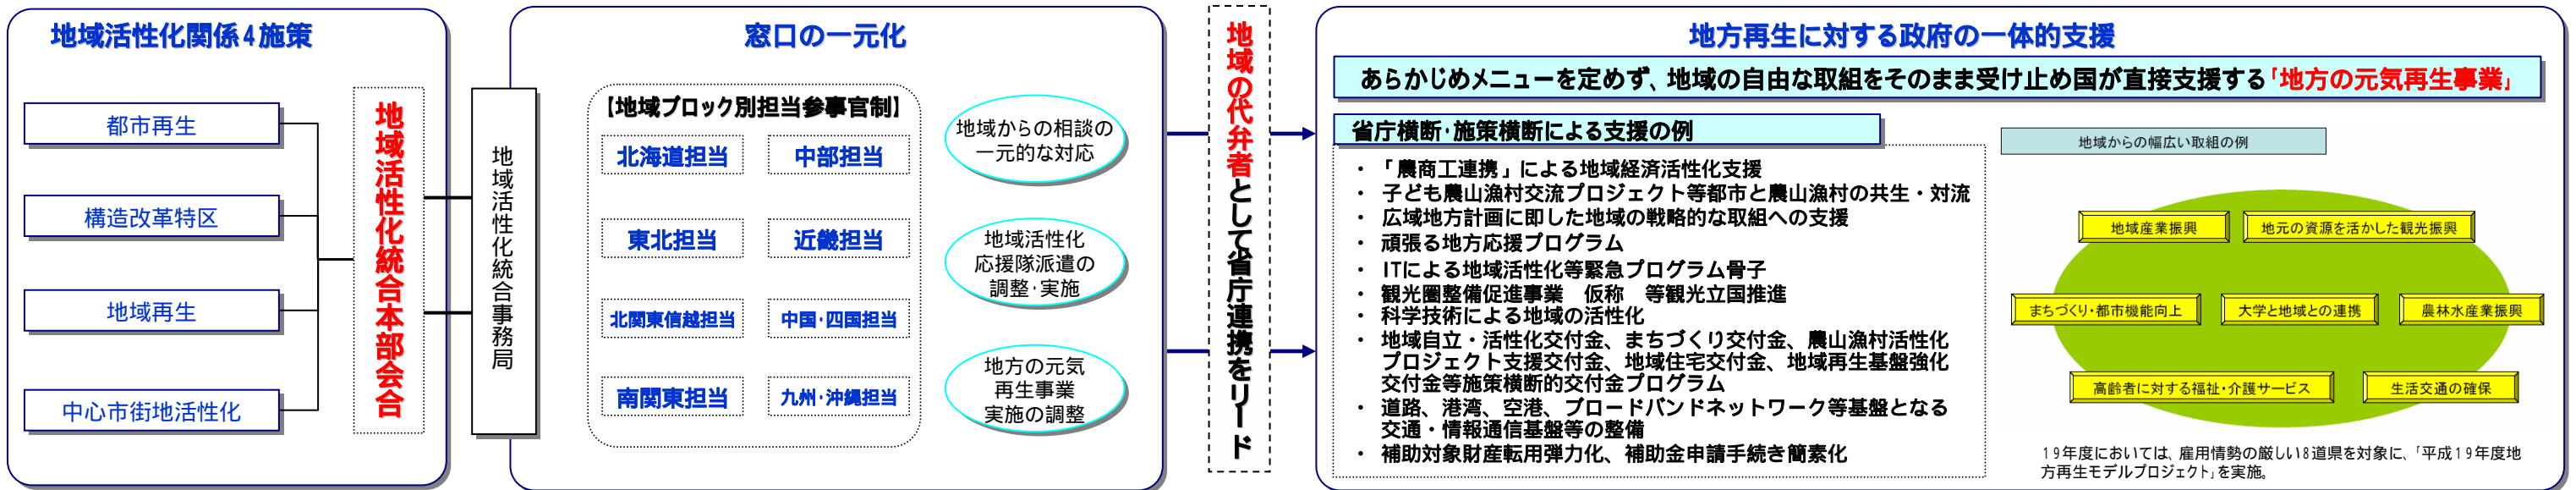 地域活性化関係4施策
都市再生
構造改革特区
地域再生
中心市街地活性化
地域活性化統合本部会合
地域活性化統合事務局
窓口の一元化
【地域ブロック別担当参事官制】
北海道担当
中部担当
東北担当
近畿担当
北関東信越担当
中国・四国担当
南関東担当
九州・沖縄担当
地域からの相談の
一元的な対応
地域活性化
応援隊派遣の
調整・実施
地方の元気
再生事業
実施の調整
地域の代弁者として省庁連携をリード
地方再生に対する政府の一体的支援
あらかじめメニューを定めず、地域の自由な取組をそのまま受け止め国が直接支援する「地方の元気再生事業」
省庁横断・施策横断による支援の例
・ 「農商工連携」による地域経済活性化支援
・ 子ども農山漁村交流プロジェクト等都市と農山漁村の共生・対流
・ 広域地方計画に即した地域の戦略的な取組への支援
・ 頑張る地方応援プログラム
・ ITによる地域活性化等緊急プログラム骨子
・ 観光圏整備促進事業　仮称　等観光立国推進
・ 科学技術による地域の活性化
・ 地域自立・活性化交付金、まちづくり交付金、農山漁村活性化
プロジェクト支援交付金、地域住宅交付金、地域再生基盤強化
交付金等施策横断的交付金プログラム
・ 道路、港湾、空港、ブロードバンドネットワーク等基盤となる
交通・情報通信基盤等の整備
・ 補助対象財産転用弾力化、補助金申請手続き簡素化
地域からの幅広い取組の例
地域産業振興
地元の資源を活かした観光振興
まちづくり・都市機能向上
大学と地域との連携
農林水産業振興
高齢者に対する福祉・介護サービス
生活交通の確保
19年度においては、雇用情勢の厳しい8道県を対象に、「平成19年度地
方再生モデルプロジェクト」を実施。